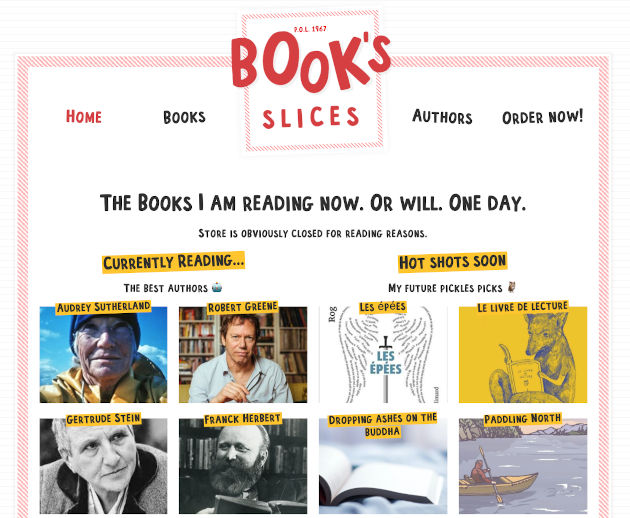 P.O.L. 1967
BOOK'S
SLICES
HOME
BOOKS
AUTHORS
ORDER NOW!
THE BOOKS I AM READING NOW. OR WILL. ONE DAY.
STORE IS OBVIOUSLY CLOSED FOR READING REASONS.
CURRENTLY READING...
THE BEST AUTHORS
AUDREY SUTHERLAND
ROBERT GREENE
GERTRUDE STEIN
FRANCK HERBERT
HOT SHOTS SOON
MY FUTURE PICKLES PICKS
LES ÉPÉES
Rog
LES
ÉPÉES
LE LIVRE DE LECTURE
DROPPING ASHES ON THE
BUDDHA
PADDLING NORTH